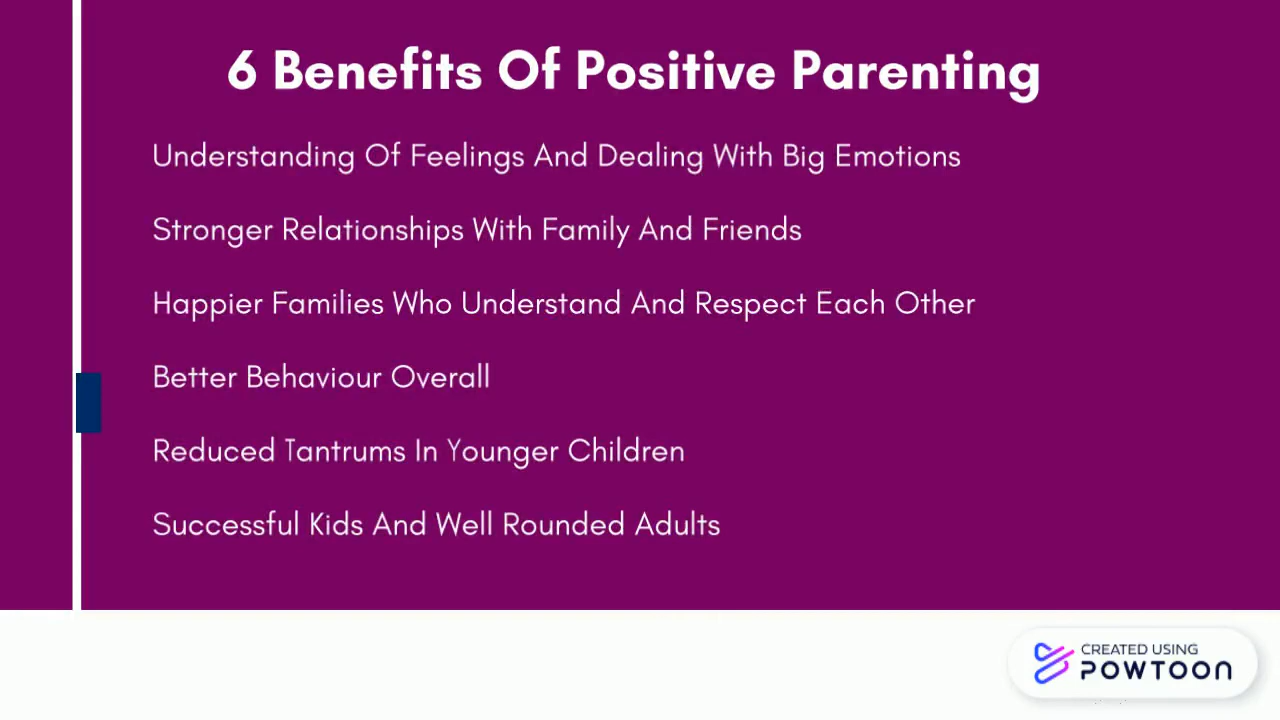 6 Benefits Of Positive Parenting
Understanding Of Feelings And Dealing With Big Emotions
Stronger Relationships With Family And Friends
Happier Families Who Understand And Respect Each Other
Better Behaviour Overall
Reduced Tantrums In Younger Children
Successful Kids And Well Rounded Adults
CREATED USING
POWTOON